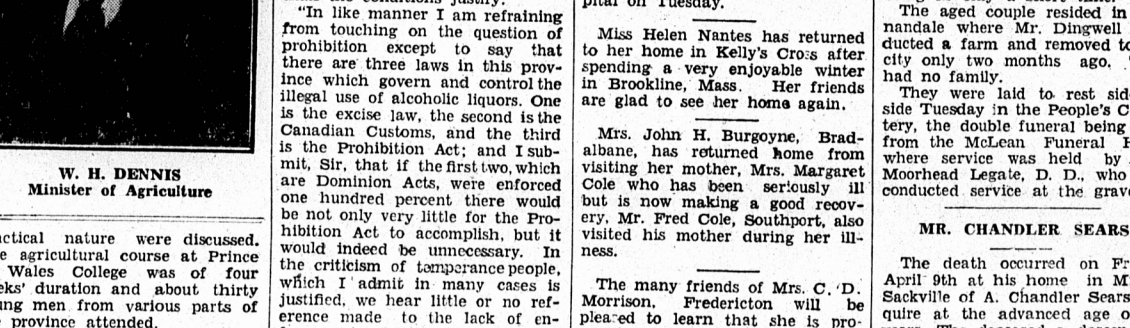 W. H. DENNIS
Minister of Agriculture
actical nature were discussed.
e agricultural course at Prince
Wales College was of four
eks' duration and about thirty
ung men from various parts of
province attended.
"In like manner I am refraining
from touching on the question of
prohibition except to say that
there are three laws in this prov-
ince which govern and control the
illegal use of alcoholic liquors. One
is the excise law, the second is the
Canadian Customs, and the third
is the Prohibition Act; and I sub-
mit, Sir, that if the first two, which
are Dominion Acts, were enforced
one hundred percent there would
be not only very little for the Pro-
hibition Act to accomplish, but it
would indeed be unnecessary. In
the criticism of temperance people,
which I admit in many cases is
justified, we hear little or no ref-
erence made to the lack of en-
pital on Tuesday.
Miss Helen Nantes has returned
to her home in Kelly's Cross after
spending a very enjoyable winter
in Brookline, Mass. Her friends
are glad to see her home again.
Mrs. John H. Burgoyne, Brad-
albane, has returned home from
visiting her mother, Mrs. Margaret
Cole who has been seriously ill
but is now making a good recov-
ery, Mr. Fred Cole, Southport, also
visited his mother during her ill-
ness.
The many friends of Mrs. C. D.
Morrison, Fredericton will be
pleased to learn that she is pro-
The aged couple resided in
nandale where Mr. Dingwell
ducted a farm and removed to
city only two months ago.
had no family.
They were laid to rest sid
side Tuesday in the People's C
tery, the double funeral being
from the McLean Funeral H
where service was held by
Moorhead Legate, D. D., who
conducted service at the grave
MR. CHANDLER SEARS
The death occurred on Fr
April 9th at his home in M
Sackville of A. Chandler Sears
quire at the advanced age o